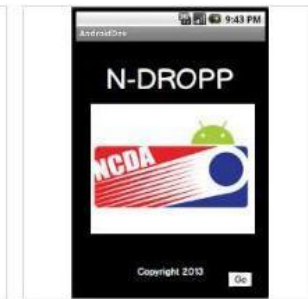 9:43 PM
AndroidDev
N-DROPP
NCDA
Copyright 2013
Go